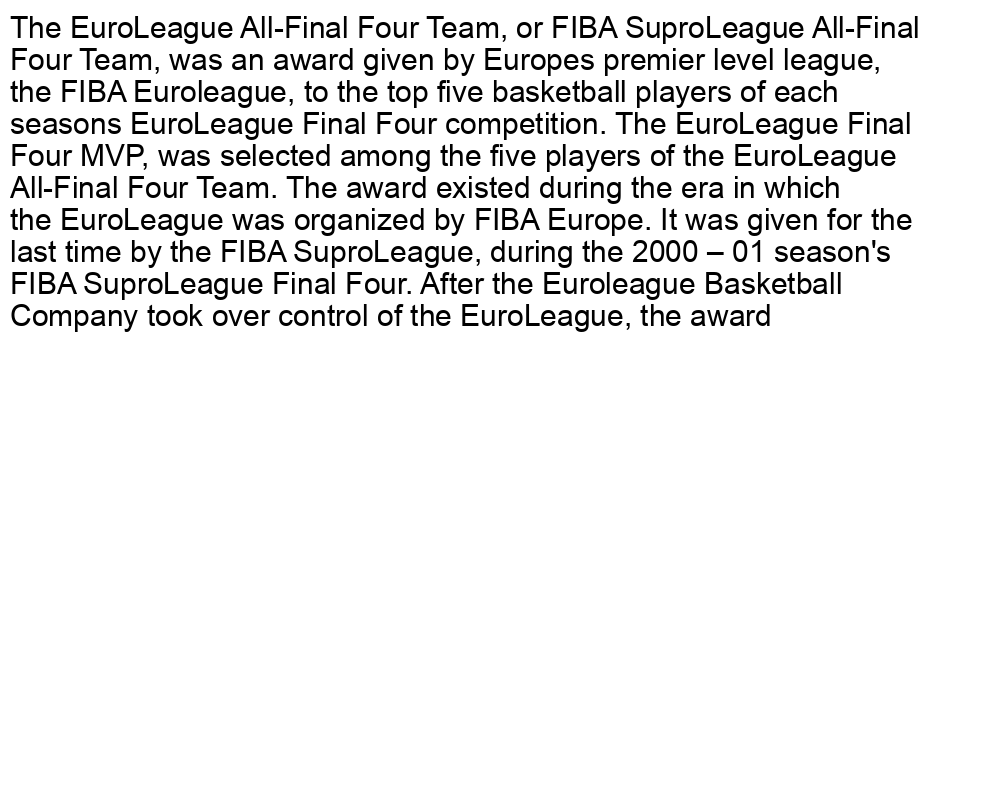 The EuroLeague All-Final Four Team, or FIBA SuproLeague All-Final
Four Team, was an award given by Europes premier level league,
the FIBA Euroleague, to the top five basketball players of each
seasons EuroLeague Final Four competition. The EuroLeague Final
Four MVP, was selected among the five players of the EuroLeague
All-Final Four Team. The award existed during the era in which
the EuroLeague was organized by FIBA Europe. It was given for the
last time by the FIBA SuproLeague, during the 2000 – 01 season's
FIBA SuproLeague Final Four. After the Euroleague Basketball
Company took over control of the EuroLeague, the award